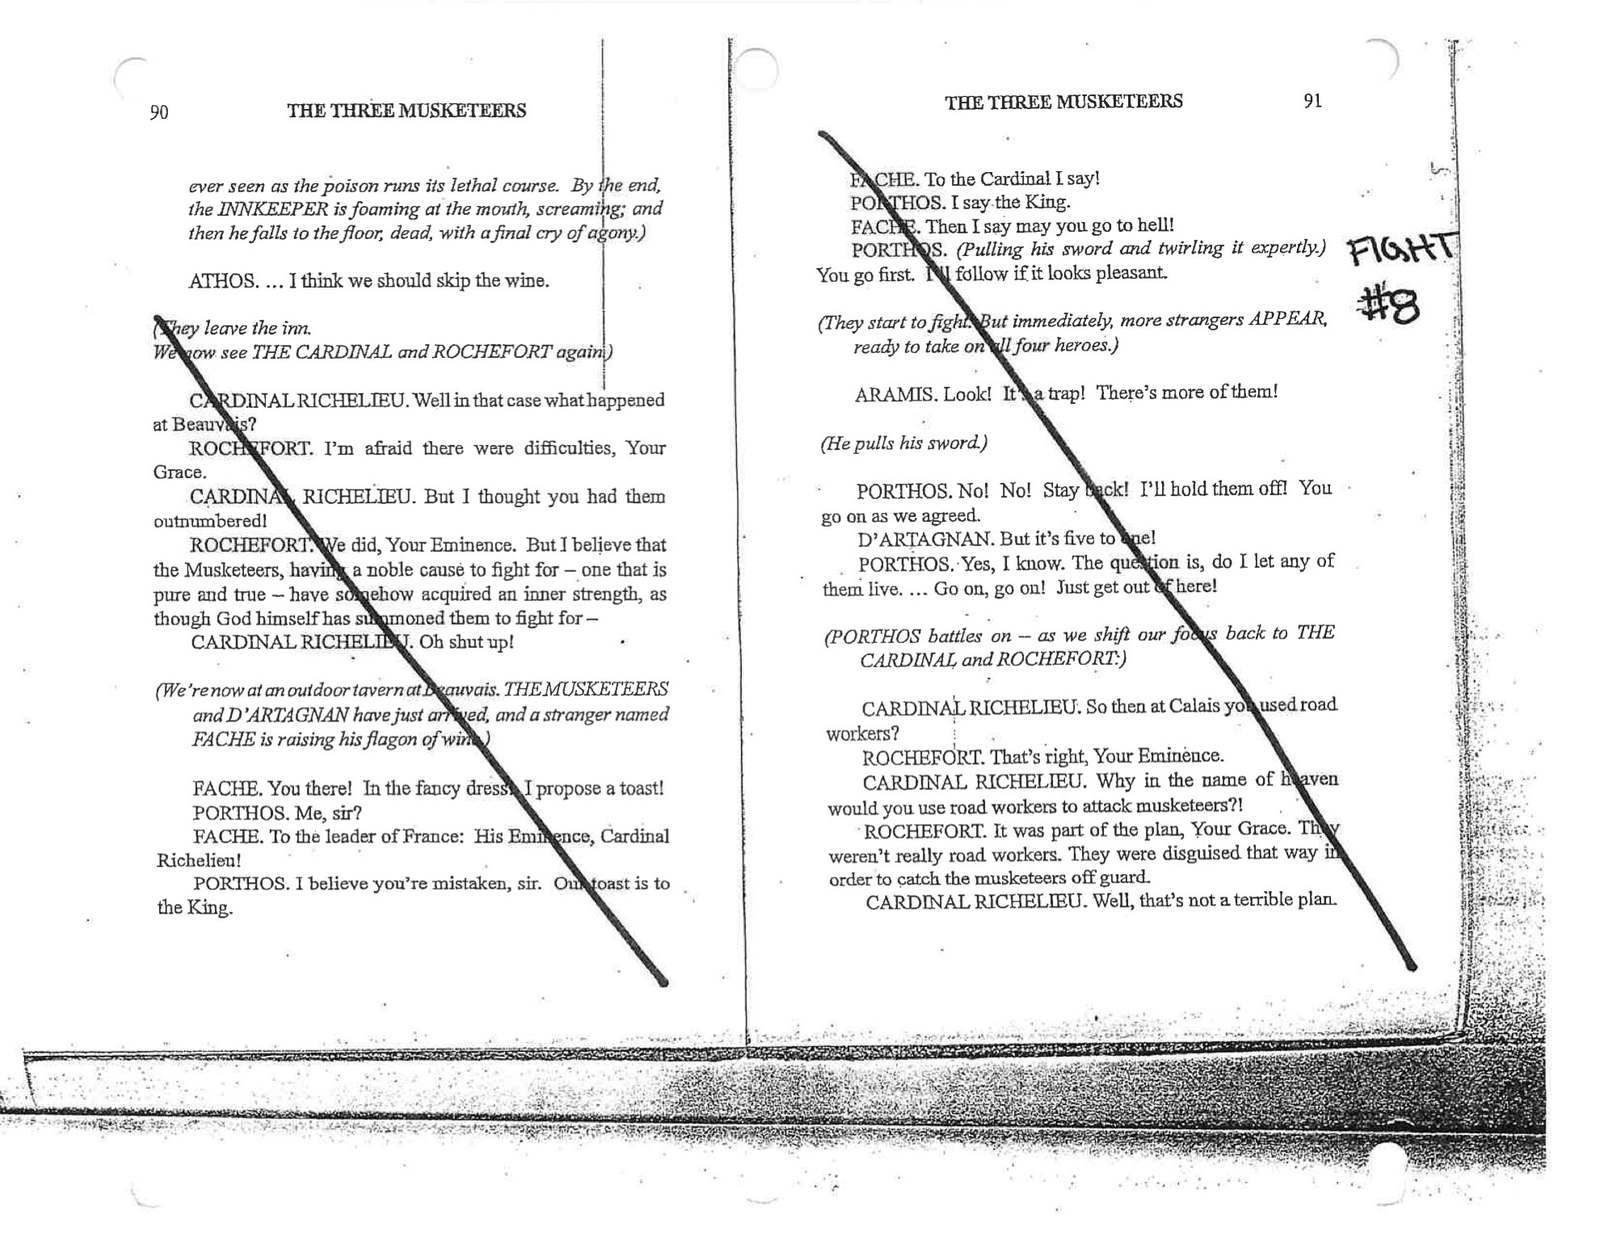 90 THE THREE MUSKETEERS
ever seen as the poison runs its lethal course. By the end,
the INNKEEPER is foaming at the mouth, screaming; and
then he falls to the floor, dead, with a final cry of agony.)
ATHOS. ... I think we should skip the wine.
(They leave the inn.
We now see THE CARDINAL and ROCHEFORT again.)
CARDINAL RICHELIEU. Well in that case what happened
at Beauvais?
ROCHEFORT. I'm afraid there were difficulties, Your
Grace.
CARDINAL RICHELIEU. But I thought you had them
outnumbered!
ROCHEFORT. We did, Your Eminence. But I believe that
the Musketeers, having a noble cause to fight for – one that is
pure and true – have somehow acquired an inner strength, as
though God himself has summoned them to fight for –
CARDINAL RICHELIEU. Oh shut up!
(We're now at an outdoor tavern at Beauvais. THE MUSKETEERS
and D'ARTAGNAN have just arrived, and a stranger named
FACHE is raising his flagon of wine.)
FACHE. You there! In the fancy dress. I propose a toast!
PORTHOS. Me, sir?
FACHE. To the leader of France: His Eminence, Cardinal
Richelieu!
PORTHOS. I believe you're mistaken, sir. Our toast is to
the King.
THE THREE MUSKETEERS 91
FACHE. To the Cardinal I say!
PORTHOS. I say the King.
FACHE. Then I say may you go to hell!
PORTHOS. (Pulling his sword and twirling it expertly.)
You go first. I'll follow if it looks pleasant.
(They start to fight. But immediately, more strangers APPEAR,
ready to take on all four heroes.)
ARAMIS. Look! It's a trap! There's more of them!
(He pulls his sword.)
PORTHOS. No! No! Stay back! I'll hold them off! You
go on as we agreed.
D'ARTAGNAN. But it's five to one!
PORTHOS. Yes, I know. The question is, do I let any of
them live. ... Go on, go on! Just get out of here!
(PORTHOS battles on – as we shift our focus back to THE
CARDINAL and ROCHEFORT:)
CARDINAL RICHELIEU. So then at Calais you used road
workers?
ROCHEFORT. That's right, Your Eminence.
CARDINAL RICHELIEU. Why in the name of heaven
would you use road workers to attack musketeers?!
ROCHEFORT. It was part of the plan, Your Grace. They
weren't really road workers. They were disguised that way in
order to catch the musketeers off guard.
CARDINAL RICHELIEU. Well, that's not a terrible plan.
FIGHT
#8